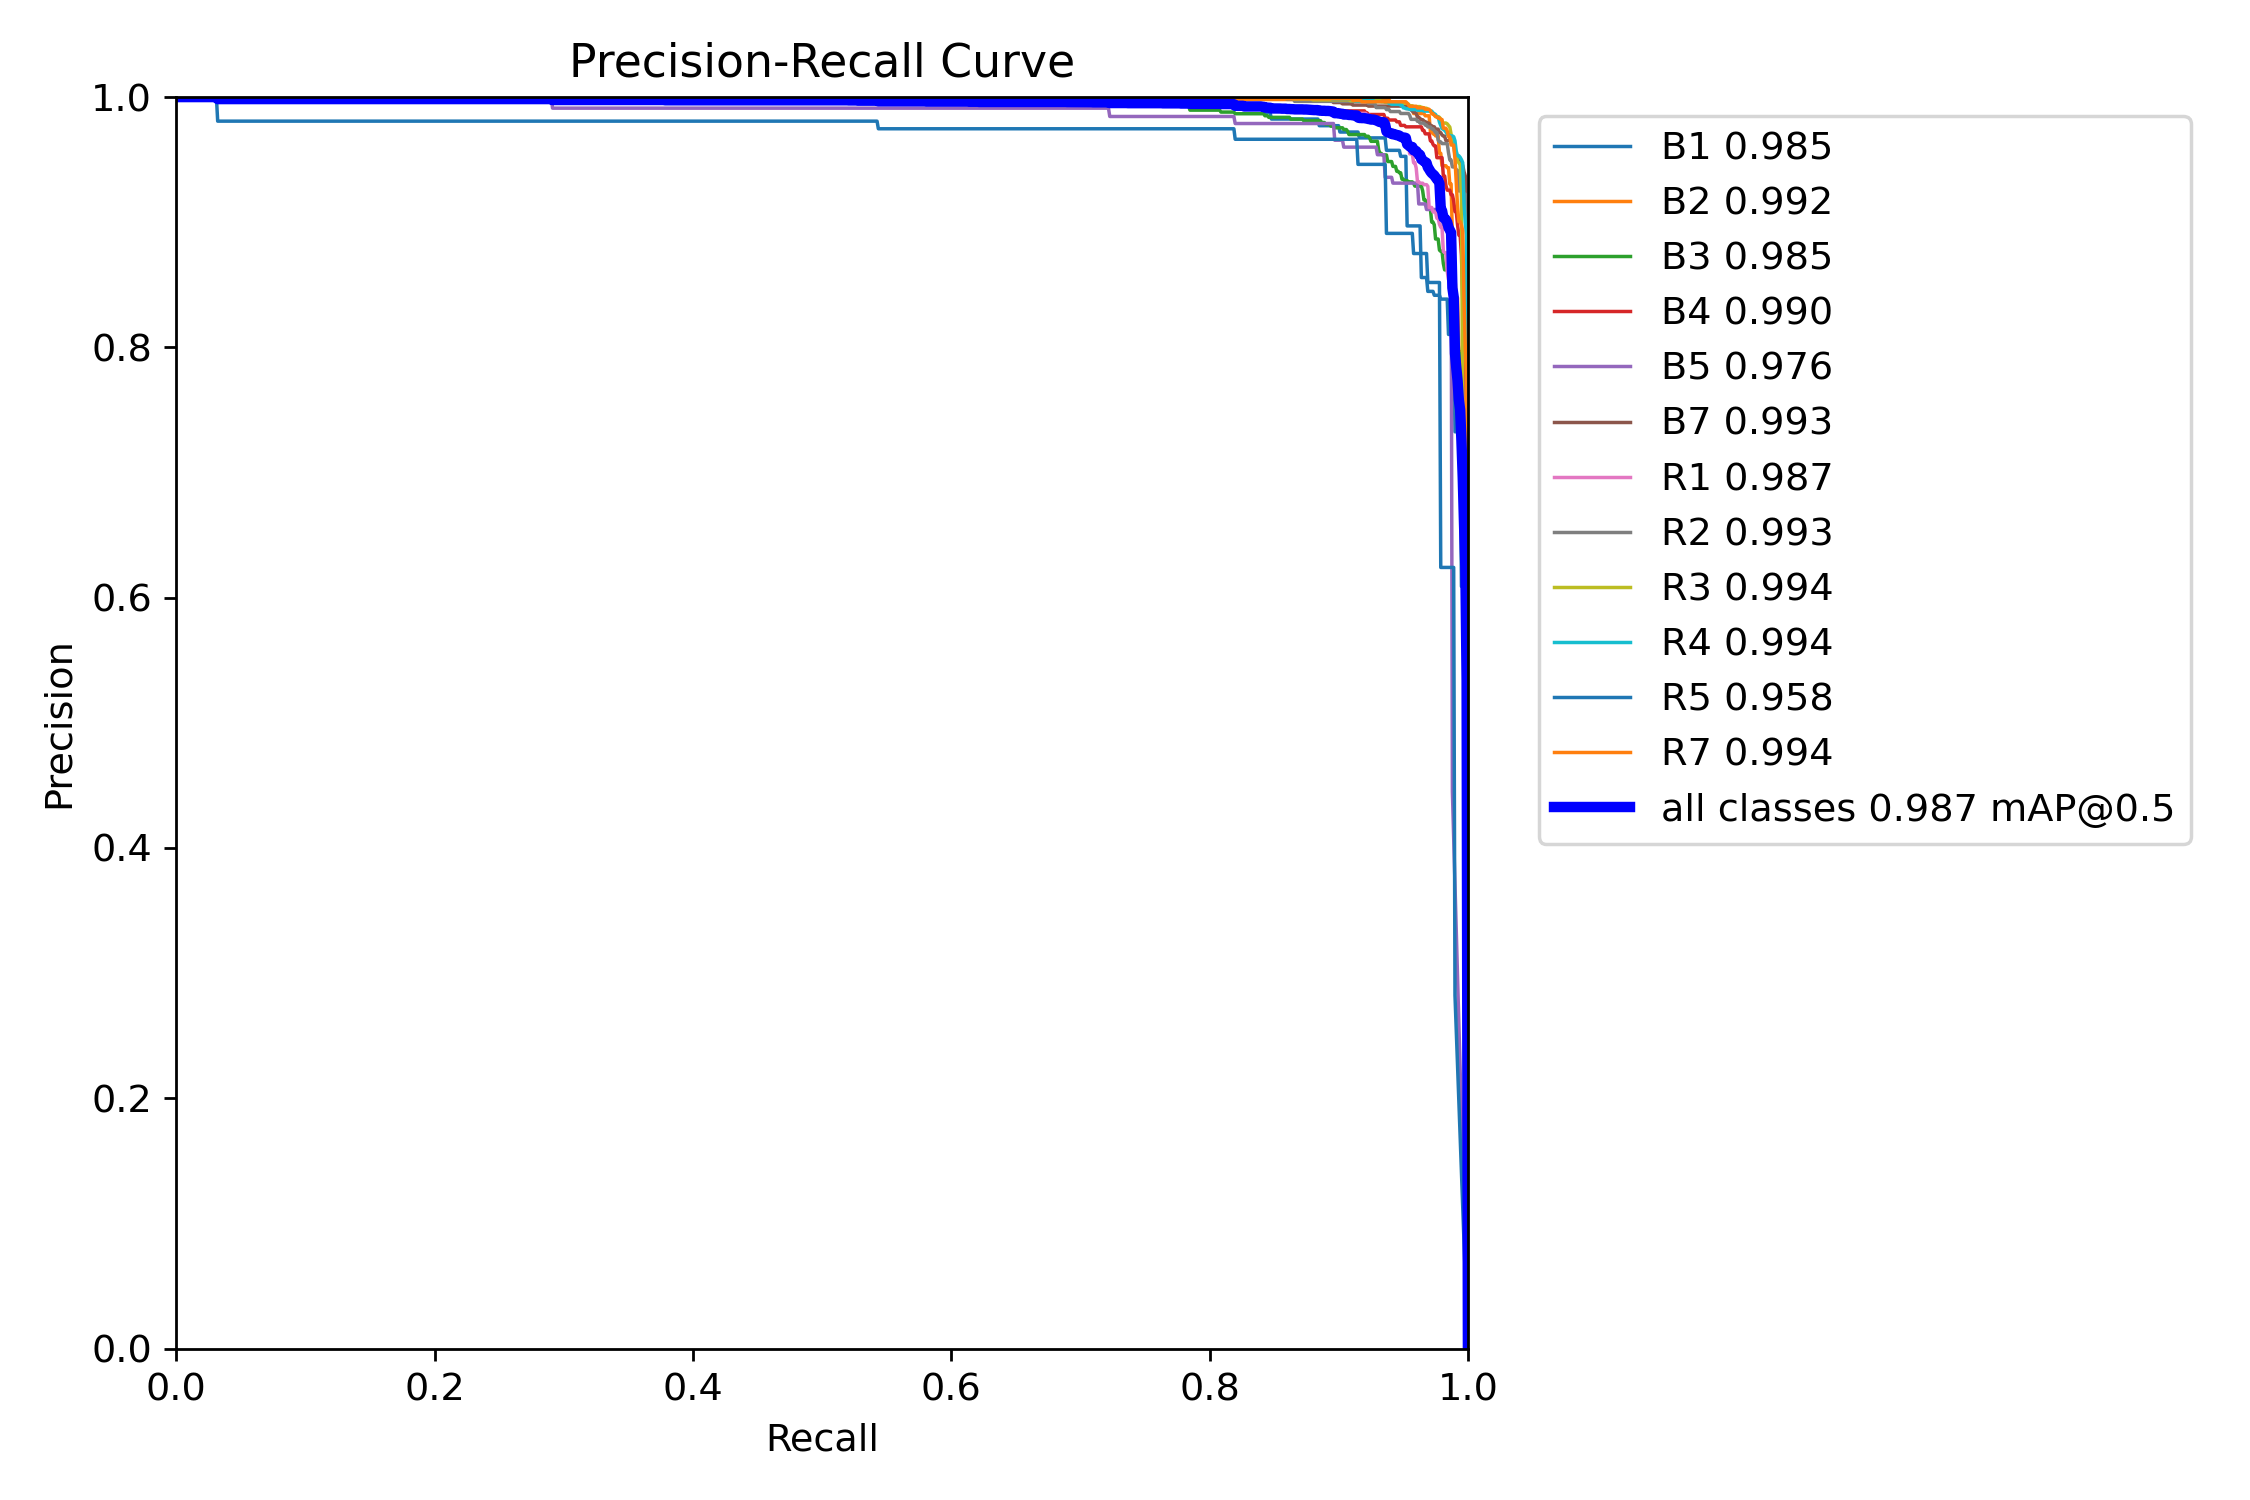 Precision-Recall Curve
1.0
0.8
0.6
0.4
0.2
0.0
Precision
0.0 0.2 0.4 0.6 0.8 1.0
Recall
B1 0.985
B2 0.992
B3 0.985
B4 0.990
B5 0.976
B7 0.993
R1 0.987
R2 0.993
R3 0.994
R4 0.994
R5 0.958
R7 0.994
all classes 0.987 mAP@0.5